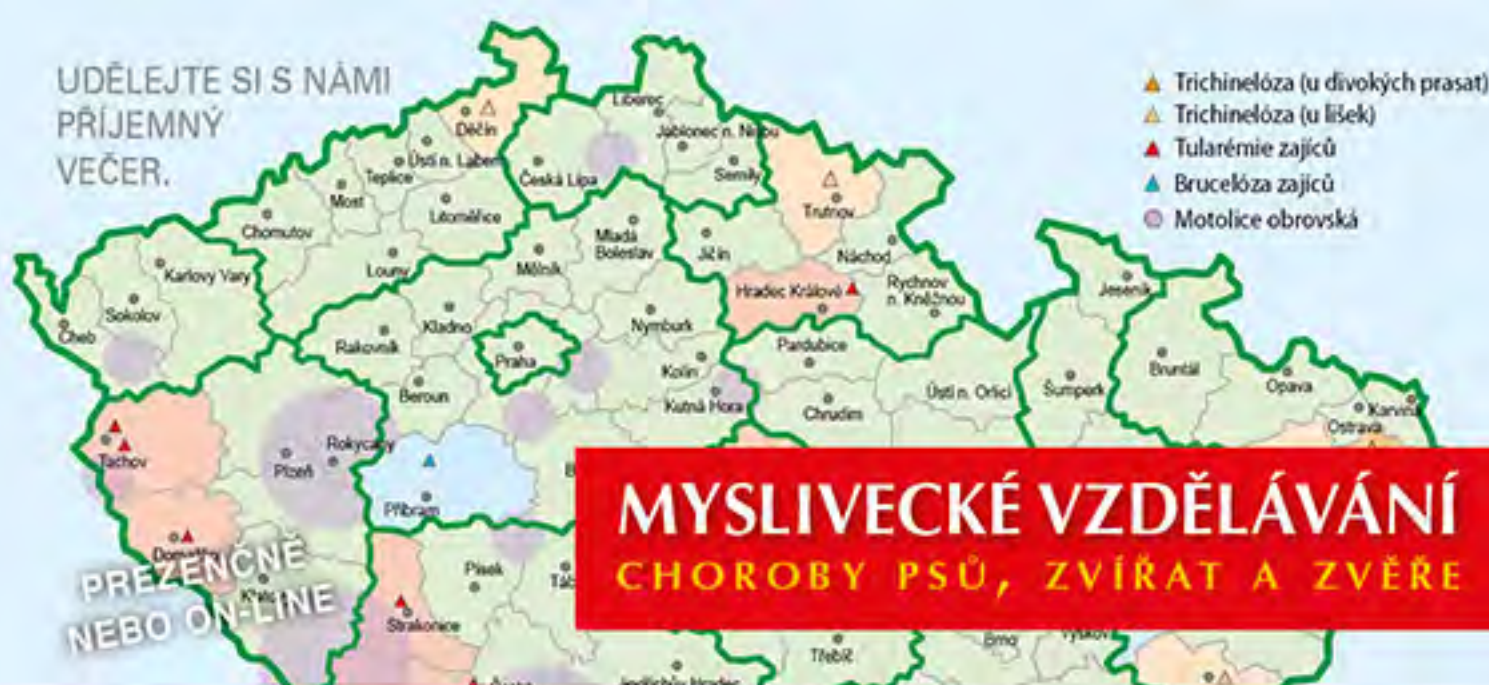 UDĚLEJTE SI S NÁMI
PŘÍJEMNÝ
VEČER.
Trichinelóza (u divokých prasat)
Trichinelóza (u lišek)
Tularémie zajíců
Brucelóza zajíců
Motolice obrovská
Děčín
Liberec
Jablonec n. Nisou
Ústí n. Labem
Teplice
Česká Lípa
Semily
Most
Litoměřice
Trutnov
Chomutov
Mladá
Boleslav
Jičín
Náchod
Karlovy Vary
Louny
Mělník
Hradec Králové
Rychnov
n. Kněžnou
Jeseník
Sokolov
Cheb
Kladno
Nymburk
Rakovník
Praha
Pardubice
Kolín
Bruntál
Beroun
Kutná Hora
Chrudim
Ústí n. Orlicí
Šumperk
Opava
Karviná
Ostrava
Rokycany
Tachov
Plzeň
Příbram
MYSLIVECKÉ VZDĚLÁVÁNÍ
CHOROBY PSŮ, ZVÍŘAT A ZVĚŘE
PREZENČNĚ
NEBO ON-LINE
Písek
Strakonice
Třebíč
Brno
Vyškov
Jindřichův Hradec